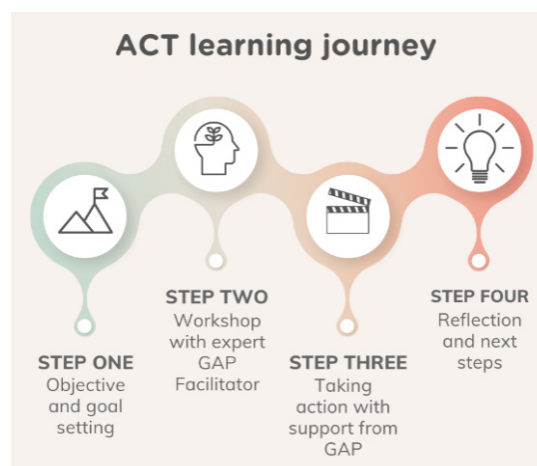 ACT learning journey
STEP ONE
Objective
and goal
setting
STEP TWO
Workshop
with expert
GAP
Facilitator
STEP THREE
Taking
action with
support from
GAP
STEP FOUR
Reflection
and next
steps